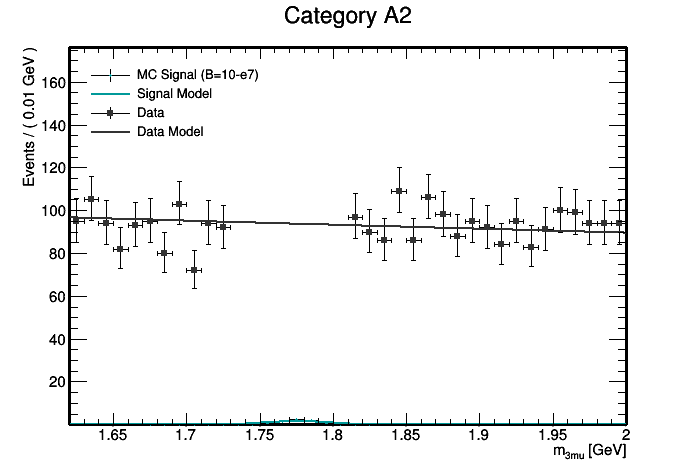 Category A2
Events / ( 0.01 GeV )
MC Signal (B=10-e7)
Signal Model
Data
Data Model
160
140
120
100
80
60
40
20
1.65 1.7 1.75 1.8 1.85 1.9 1.95 2
m3mu [GeV]